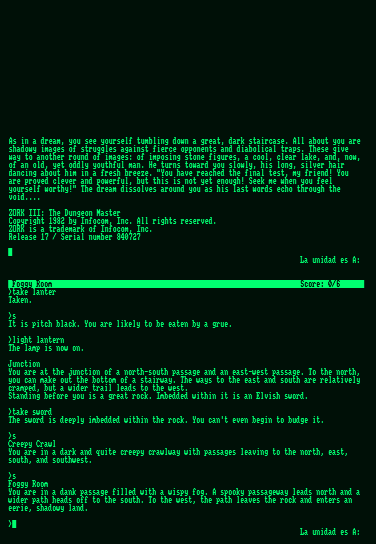 As in a dream, you see yourself tumbling down a great, dark staircase. All about you are
shadowy images of struggles against fierce opponents and diabolical traps. These give
way to another round of images: of imposing stone figures, a cool, clear lake, and, now,
of an old, yet oddly youthful man. He turns toward you slowly, his long, silver hair
dancing about him in a fresh breeze. "You have reached the final test, my friend! You
are proved clever and powerful, but this is not yet enough! Seek me when you feel
yourself worthy!" The dream dissolves around you as his last words echo through the
void....
ZORK III: The Dungeon Master
Copyright 1982 by Infocom, Inc. All rights reserved.
ZORK is a trademark of Infocom, Inc.
Release 17 / Serial number 840727
La unidad es A:
Foggy Room Score: 0/6
>take lanter
Taken.
>s
It is pitch black. You are likely to be eaten by a grue.
>light lantern
The lamp is now on.
Junction
You are at the junction of a north-south passage and an east-west passage. To the north,
you can make out the bottom of a stairway. The ways to the east and south are relatively
cramped, but a wider trail leads to the west.
Standing before you is a great rock. Imbedded within it is an Elvish sword.
>take sword
The sword is deeply imbedded within the rock. You can't even begin to budge it.
>s
Creepy Crawl
You are in a dark and quite creepy crawlway with passages leaving to the north, east,
south, and southwest.
>s
Foggy Room
You are in a dank passage filled with a wispy fog. A spooky passageway leads north and a
wider path heads off to the south. To the west, the path leaves the rock and enters an
eerie, shadowy land.
>
La unidad es A: